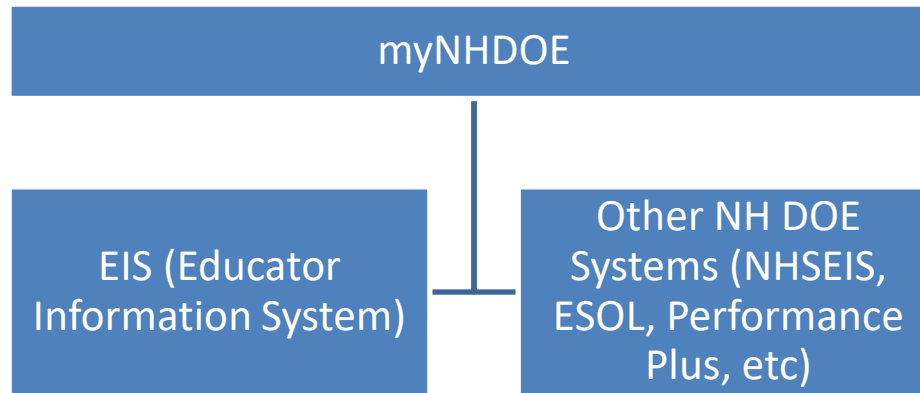 myNHDOE
EIS (Educator
Information System)
Other NH DOE
Systems (NHSEIS,
ESOL, Performance
Plus, etc)